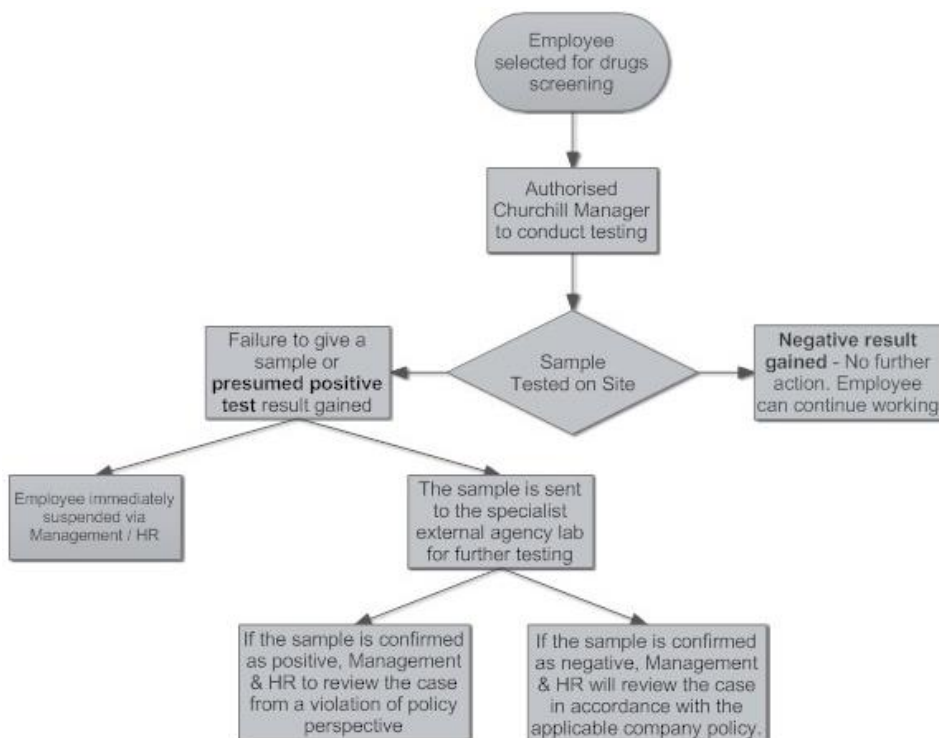 Employee
selected for drugs
screening
Authorised
Churchill Manager
to conduct testing
Failure to give a
sample or
presumed positive
test result gained
Sample
Tested on Site
Negative result
gained - No further
action. Employee
can continue working
Employee immediately
suspended via
Management / HR
The sample is sent
to the specialist
external agency lab
for further testing
If the sample is confirmed
as positive, Management
& HR to review the case
from a violation of policy
perspective
If the sample is confirmed
as negative, Management
& HR will review the case
in accordance with the
applicable company policy.